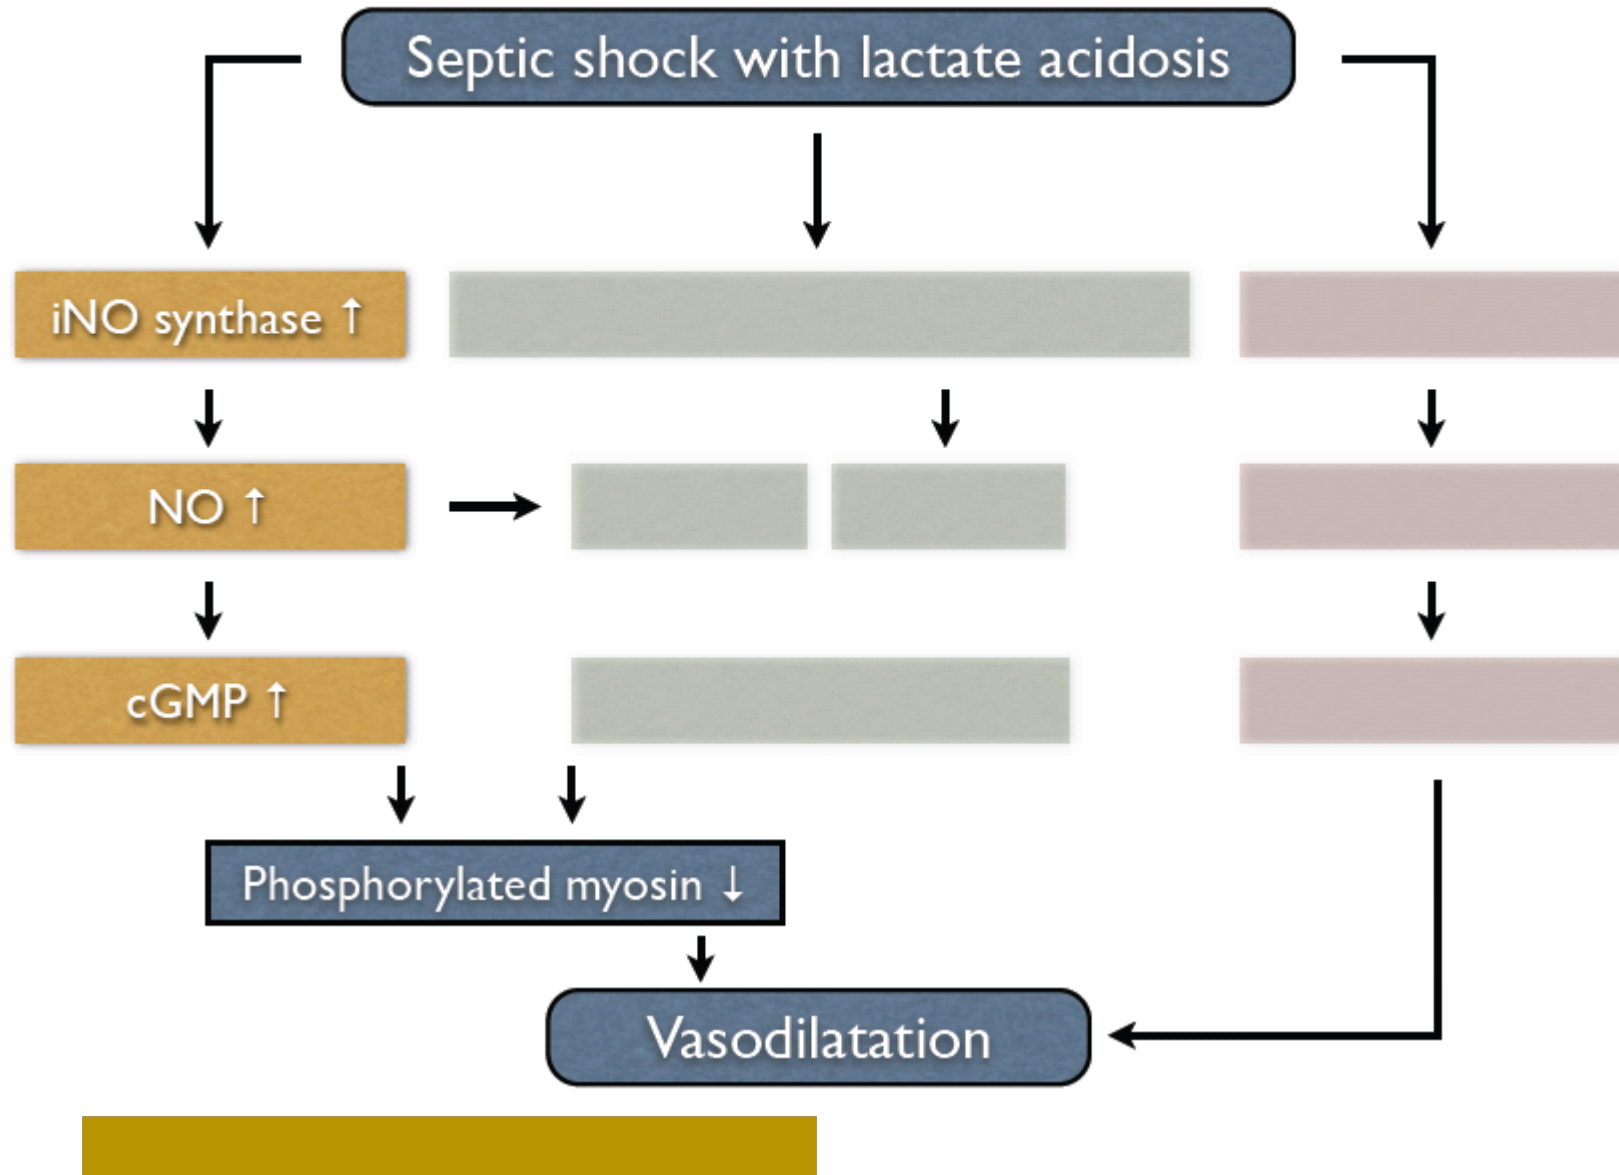 Septic shock with lactate acidosis
iNO synthase ↑
NO ↑
cGMP ↑
Phosphorylated myosin ↓
Vasodilatation